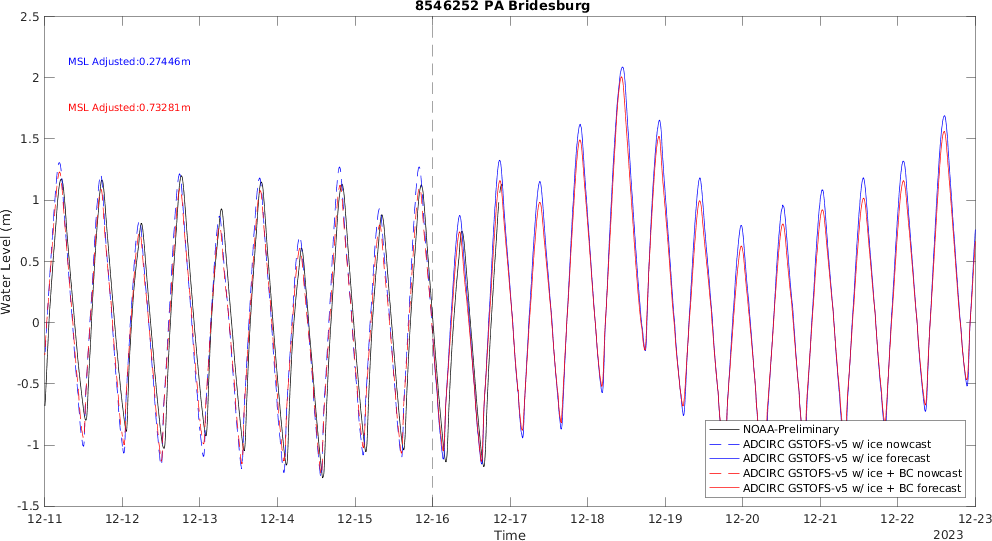 8546252 PA Bridesburg
2.5
2
1.5
1
0.5
0
-0.5
-1
-1.5
Water Level (m)
MSL Adjusted:0.27446m
MSL Adjusted:0.73281m
NOAA-Preliminary
ADCIRC GSTOFS-v5 w/ ice nowcast
ADCIRC GSTOFS-v5 w/ ice forecast
ADCIRC GSTOFS-v5 w/ ice + BC nowcast
ADCIRC GSTOFS-v5 w/ ice + BC forecast
12-11 12-12 12-13 12-14 12-15 12-16 12-17 12-18 12-19 12-20 12-21 12-22 12-23
Time
2023